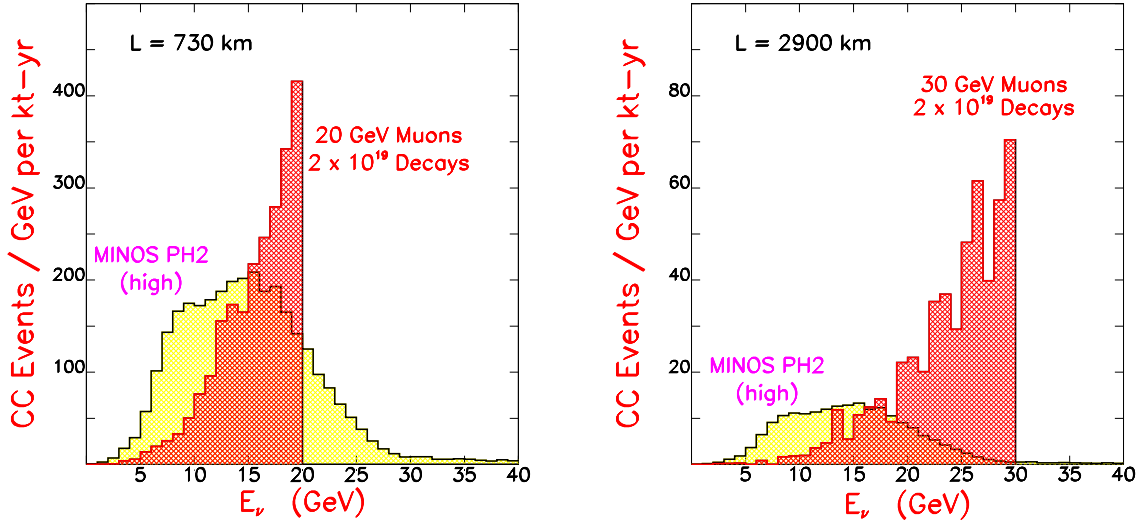 CC Events / GeV per kt-yr
L = 730 km
400
300
200
100
20 GeV Muons
2 x 10¹⁹ Decays
MINOS PH2
(high)
5 10 15 20 25 30 35 40
Eν (GeV)
CC Events / GeV per kt-yr
L = 2900 km
80
60
40
20
30 GeV Muons
2 x 10¹⁹ Decays
MINOS PH2
(high)
5 10 15 20 25 30 35 40
Eν (GeV)